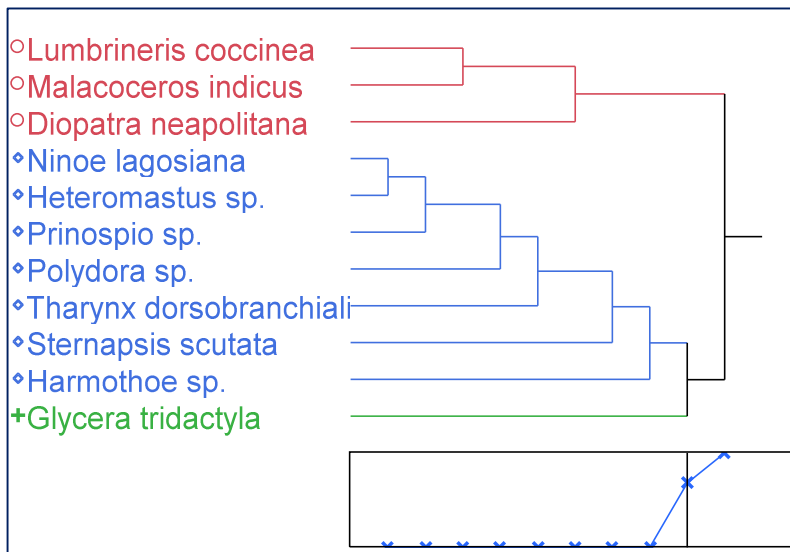 Lumbrineris coccinea
Malacoceros indicus
Diopatra neapolitana
Ninoe lagosiana
Heteromastus sp.
Prinospio sp.
Polydora sp.
Tharynx dorsobranchiali
Sternapsis scutata
Harmothoe sp.
Glycera tridactyla